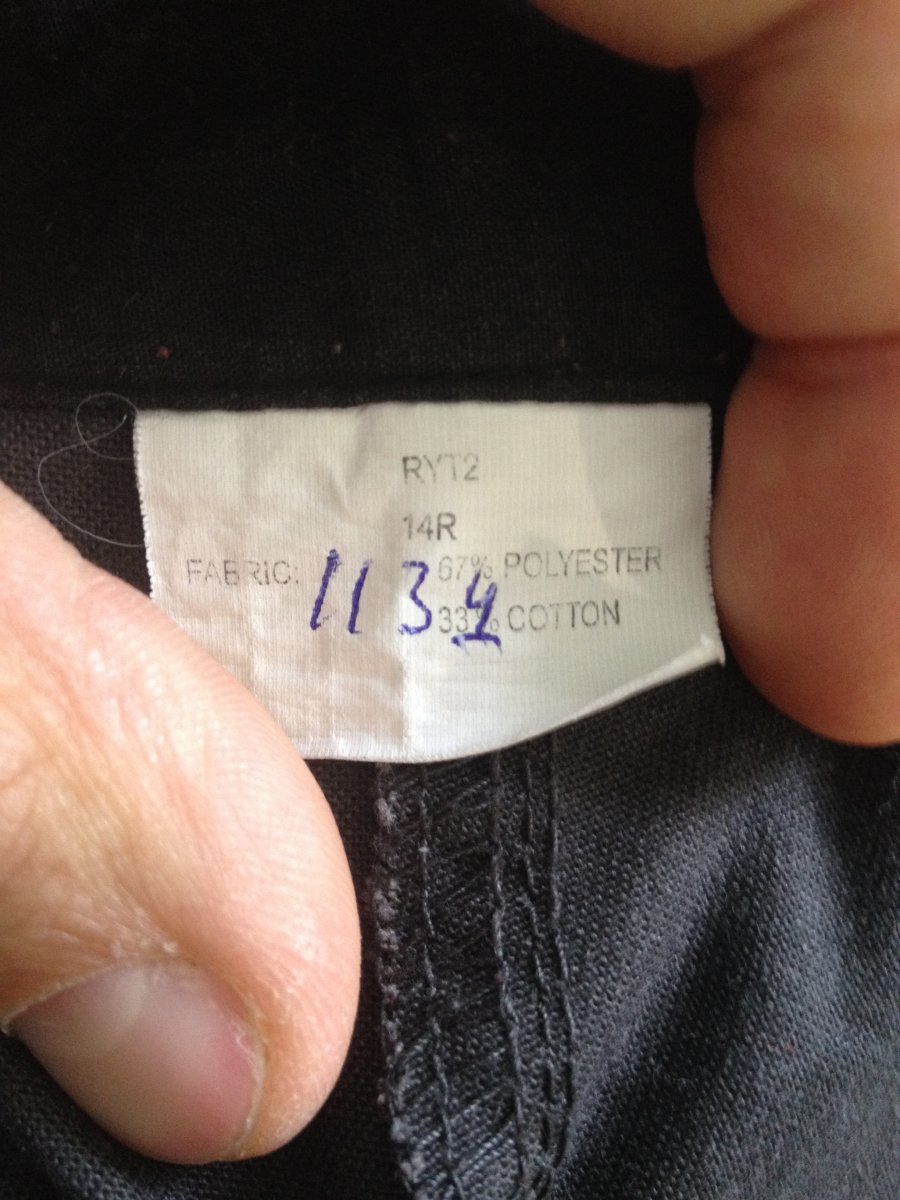 RYT2
14R
FABRIC: 67% POLYESTER
33% COTTON
1134